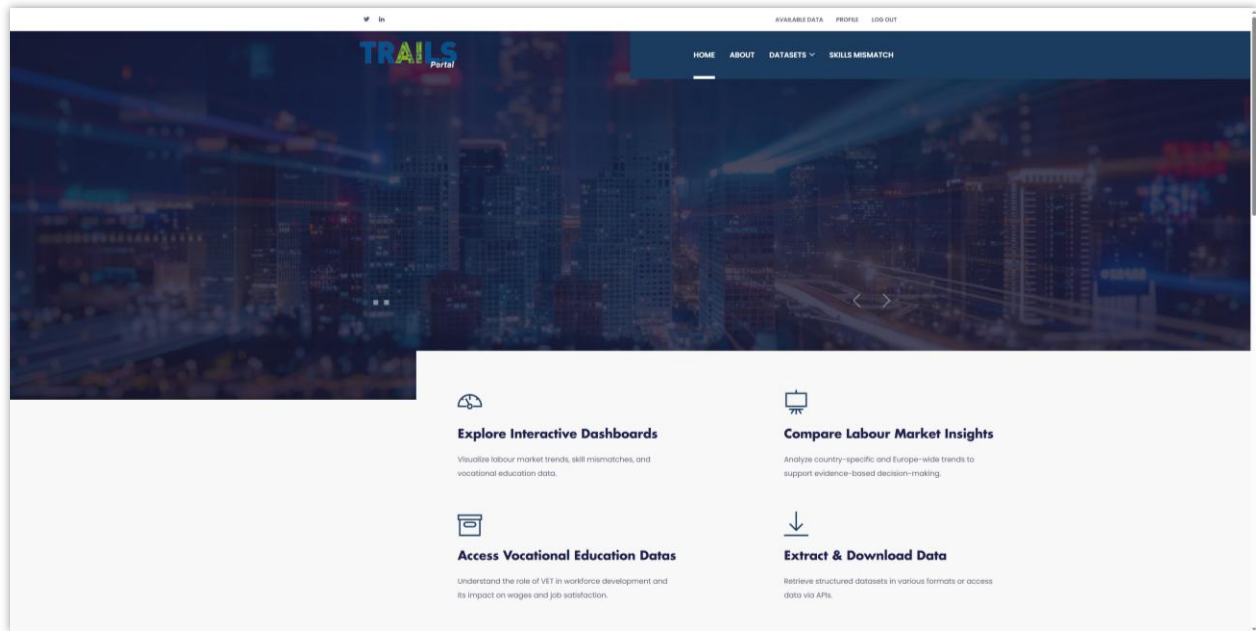 in
AVAILABLE DATA PROFILE LOG OUT
TRAILS
Portal
HOME ABOUT DATASETS SKILLS MISMATCH
Explore Interactive Dashboards
Visualize labour market trends, skill mismatches, and
vocational education data.
Compare Labour Market Insights
Analyze country-specific and Europe-wide trends to
support evidence-based decision-making.
Access Vocational Education Datas
Understand the role of VET in workforce development and
its impact on wages and job satisfaction.
Extract & Download Data
Retrieve structured datasets in various formats or access
data via APIs.